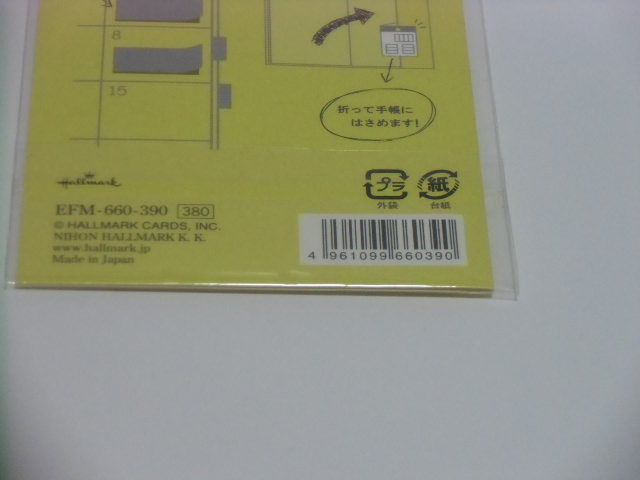 8
15
折って手帳に
はさめます!
Hallmark
プラ
外袋
紙
台紙
EFM-660-390 380
© HALLMARK CARDS, INC.
NIHON HALLMARK K. K.
www.hallmark.jp
Made in Japan
4 961099 660390